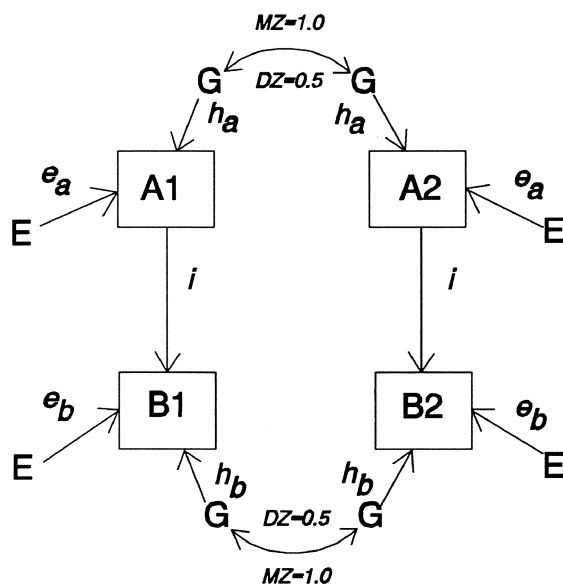 MZ=1.0
G G
DZ=0.5
h_a h_a
e_a A1 A2 e_a
E E
i i
e_b B1 B2 e_b
E E
h_b h_b
G DZ=0.5 G
MZ=1.0